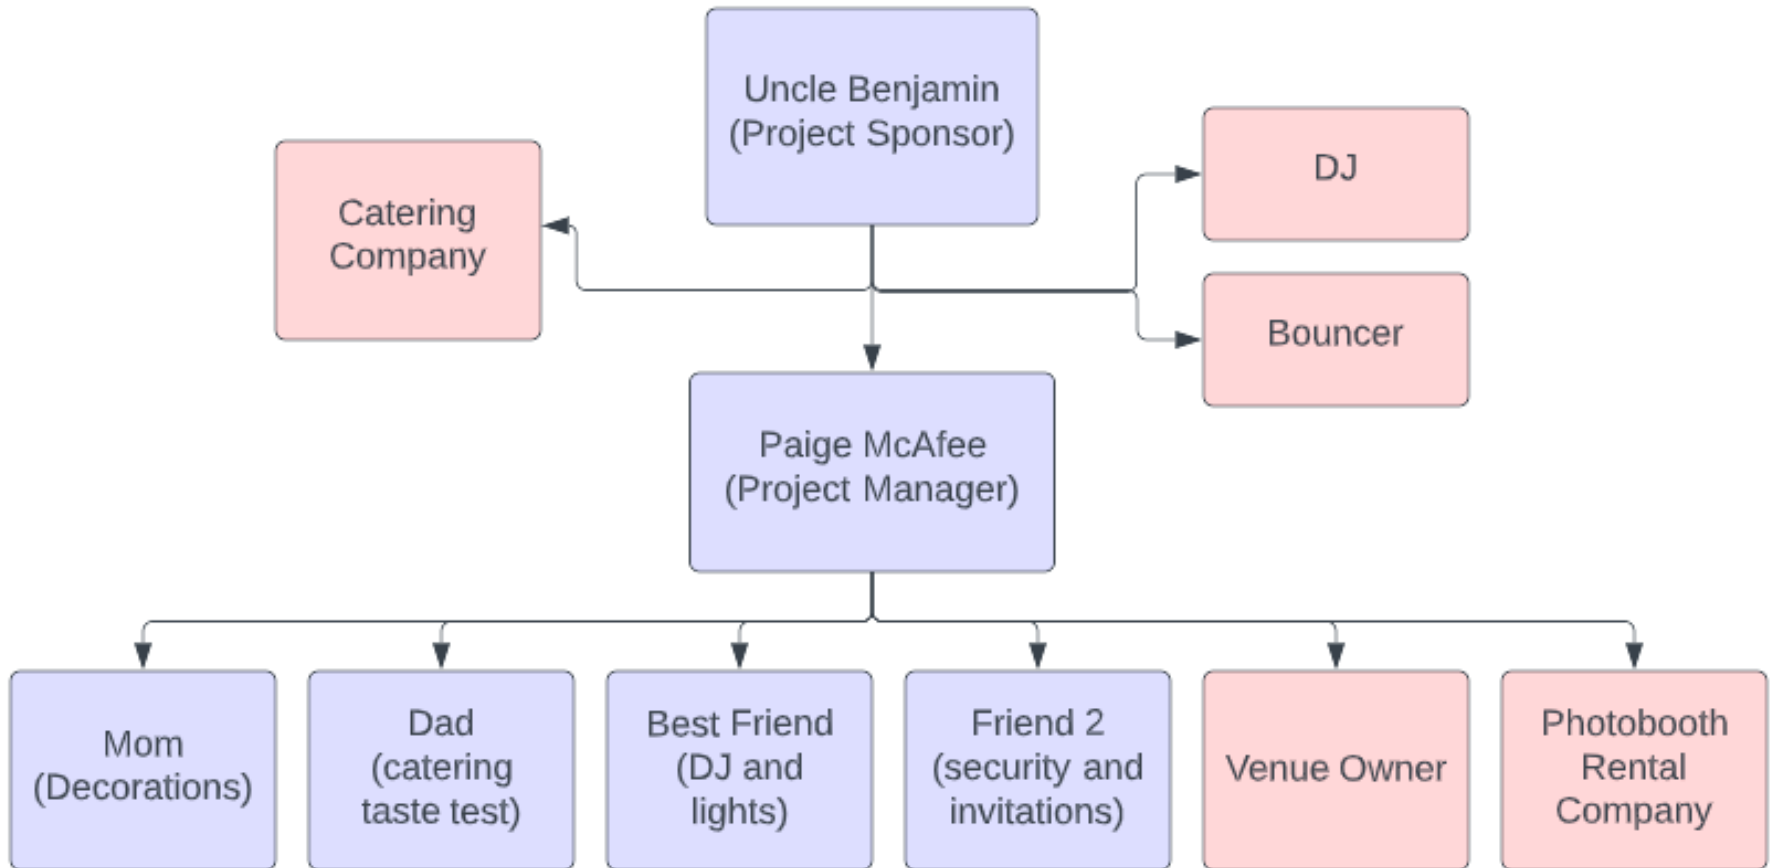 Uncle Benjamin
(Project Sponsor)
Catering
Company
DJ
Bouncer
Paige McAfee
(Project Manager)
Mom
(Decorations)
Dad
(catering
taste test)
Best Friend
(DJ and
lights)
Friend 2
(security and
invitations)
Venue Owner
Photobooth
Rental
Company